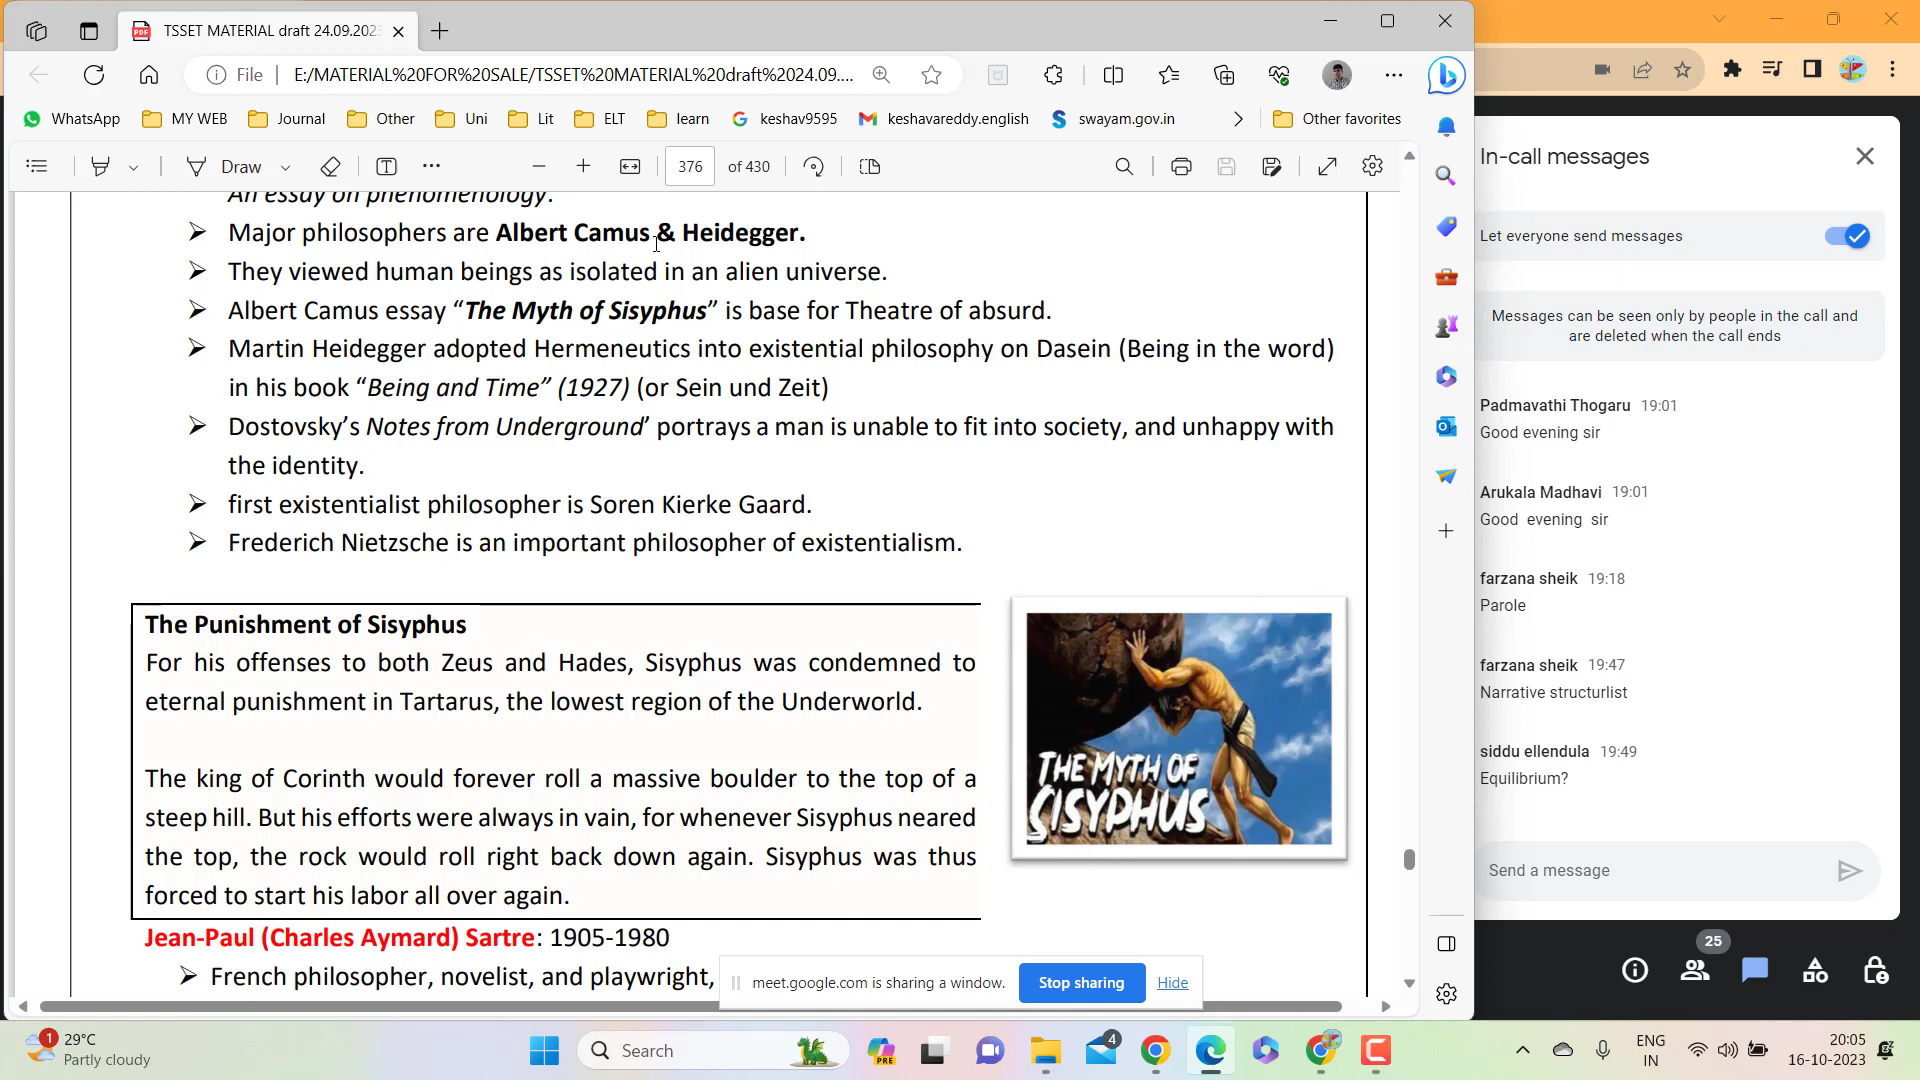 TSSET MATERIAL draft 24.09.202
File
E:/MATERIAL%20FOR%20SALE/TSSET%20MATERIAL%20draft%2024.09....
WhatsApp
MY WEB
Journal
Other
Uni
Lit
ELT
learn
keshav9595
keshavareddy.english
swayam.gov.in
Other favorites
Draw
376 of 430
An essay on phenomenology.
➢ Major philosophers are Albert Camus & Heidegger.
➢ They viewed human beings as isolated in an alien universe.
➢ Albert Camus essay “The Myth of Sisyphus” is base for Theatre of absurd.
➢ Martin Heidegger adopted Hermeneutics into existential philosophy on Dasein (Being in the word)
in his book “Being and Time” (1927) (or Sein und Zeit)
➢ Dostovsky’s Notes from Underground’ portrays a man is unable to fit into society, and unhappy with
the identity.
➢ first existentialist philosopher is Soren Kierke Gaard.
➢ Frederich Nietzsche is an important philosopher of existentialism.
The Punishment of Sisyphus
For his offenses to both Zeus and Hades, Sisyphus was condemned to
eternal punishment in Tartarus, the lowest region of the Underworld.
The king of Corinth would forever roll a massive boulder to the top of a
steep hill. But his efforts were always in vain, for whenever Sisyphus neared
the top, the rock would roll right back down again. Sisyphus was thus
forced to start his labor all over again.
THE MYTH OF
SISYPHUS
Jean-Paul (Charles Aymard) Sartre: 1905-1980
➢ French philosopher, novelist, and playwright,
meet.google.com is sharing a window.
Stop sharing
Hide
In-call messages
Let everyone send messages
Messages can be seen only by people in the call and
are deleted when the call ends
Padmavathi Thogaru 19:01
Good evening sir
Arukala Madhavi 19:01
Good evening sir
farzana sheik 19:18
Parole
farzana sheik 19:47
Narrative structurlist
siddu ellendula 19:49
Equilibrium?
Send a message
25
1
29°C
Partly cloudy
Search
PRE
4
ENG
IN
20:05
16-10-2023